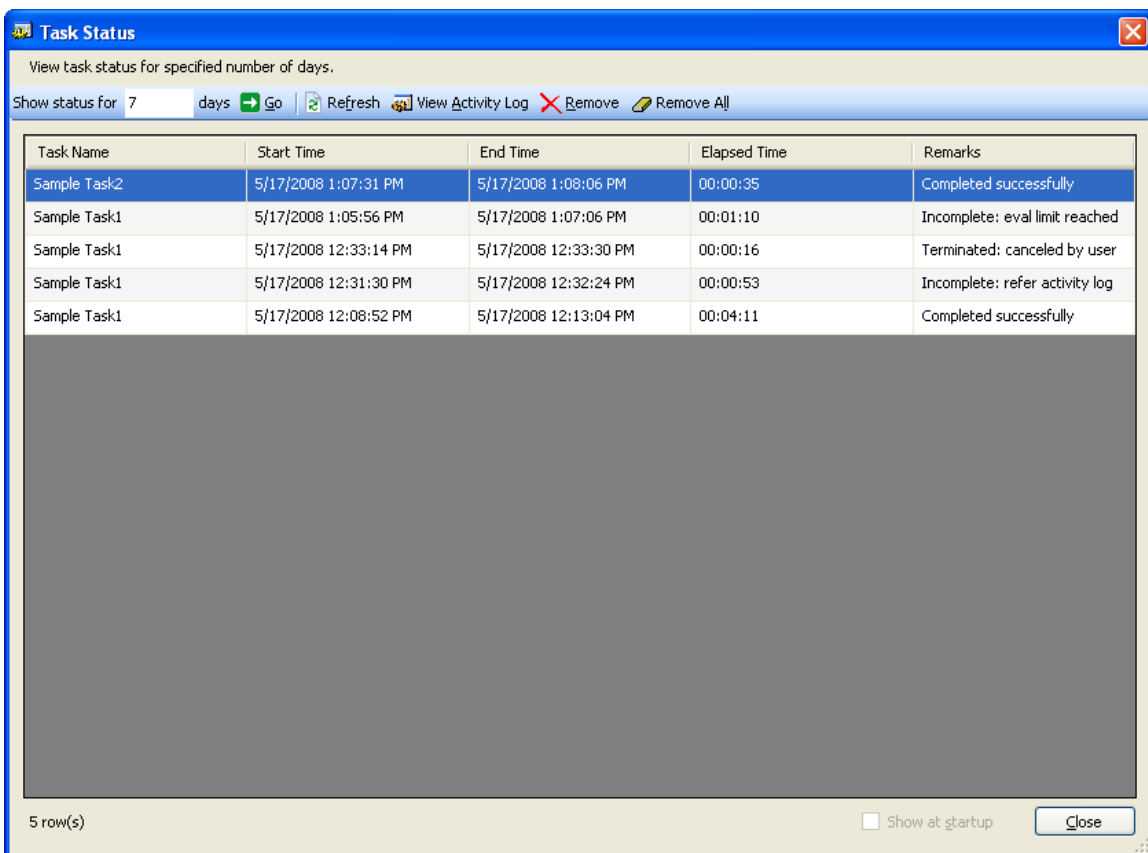 Task Status
View task status for specified number of days.
Show status for 7 days Go Refresh View Activity Log Remove Remove All
Task Name Start Time End Time Elapsed Time Remarks
Sample Task2 5/17/2008 1:07:31 PM 5/17/2008 1:08:06 PM 00:00:35 Completed successfully
Sample Task1 5/17/2008 1:05:56 PM 5/17/2008 1:07:06 PM 00:01:10 Incomplete: eval limit reached
Sample Task1 5/17/2008 12:33:14 PM 5/17/2008 12:33:30 PM 00:00:16 Terminated: canceled by user
Sample Task1 5/17/2008 12:31:30 PM 5/17/2008 12:32:24 PM 00:00:53 Incomplete: refer activity log
Sample Task1 5/17/2008 12:08:52 PM 5/17/2008 12:13:04 PM 00:04:11 Completed successfully
5 row(s) Show at startup Close